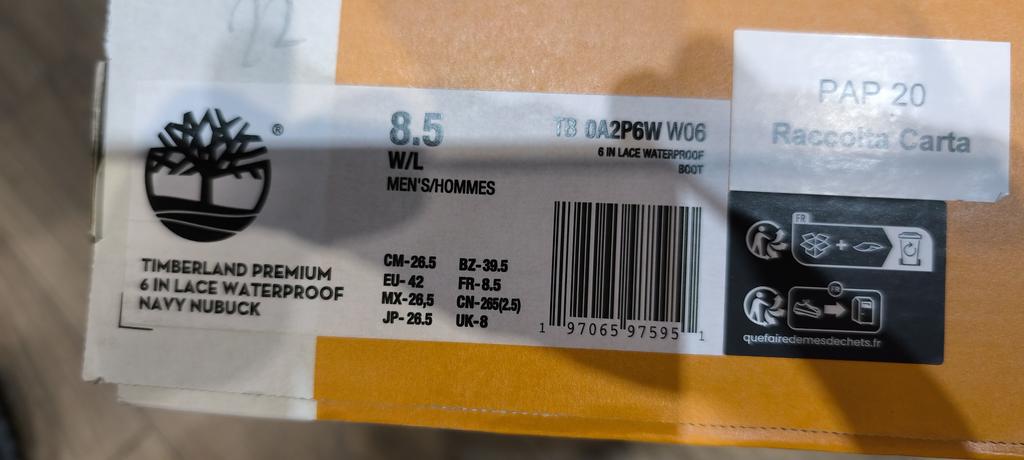 22
8.5
W/L
MEN'S/HOMMES
TB 0A2P6W W06
6 IN LACE WATERPROOF
BOOT
®
TIMBERLAND PREMIUM
6 IN LACE WATERPROOF
NAVY NUBUCK
CM-26.5 BZ-39.5
EU-42 FR-8.5
MX-26,5 CN-265(2.5)
JP-26.5 UK-8
1 97065 97595 1
PAP 20
Raccolta Carta
FR
FR
quefairedemesdechets.fr